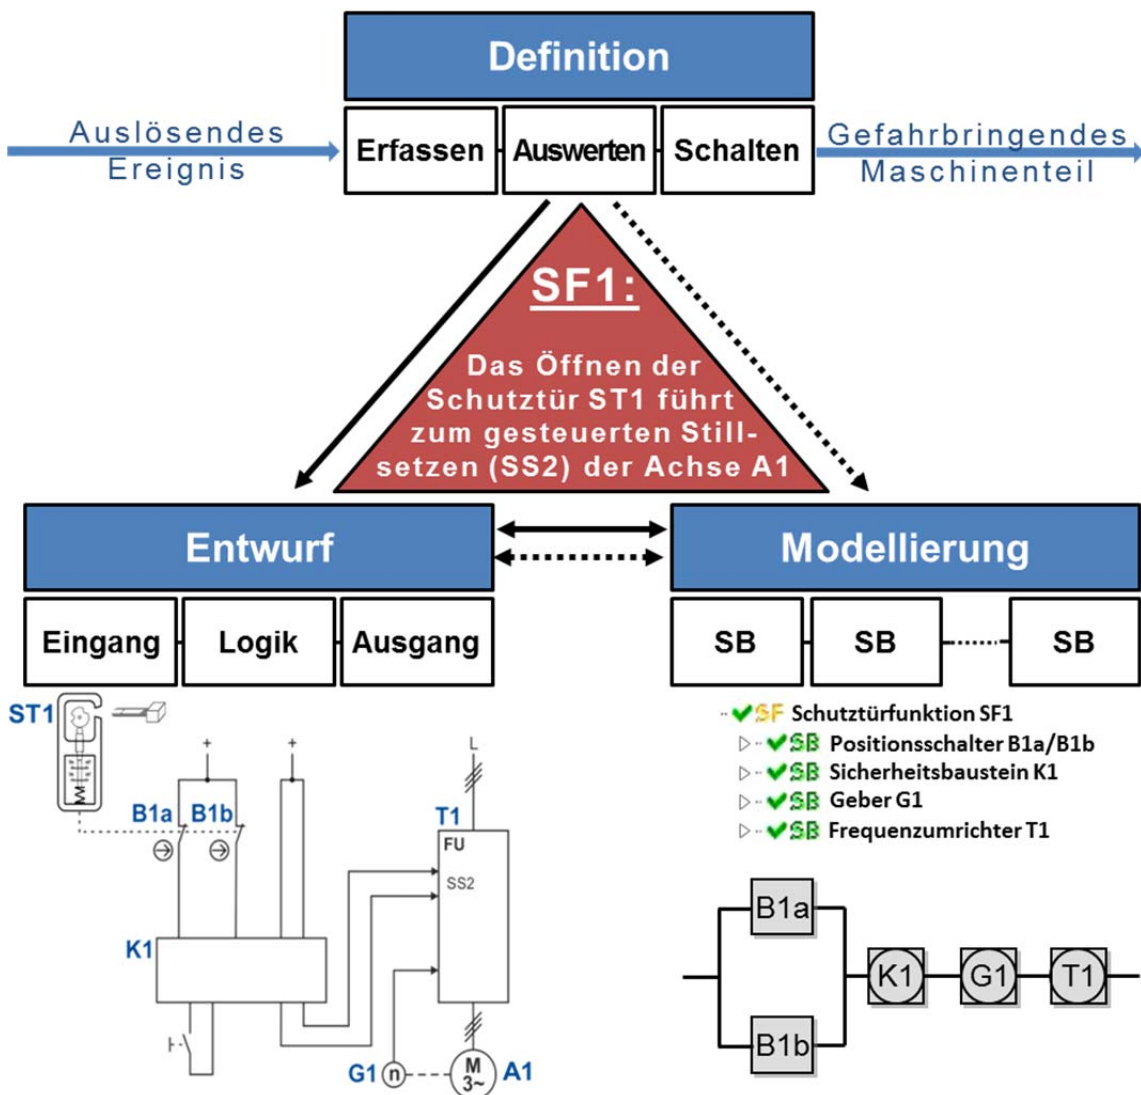 Definition
Auslösendes
Ereignis
Erfassen
Auswerten
Schalten
Gefahrbringendes
Maschinenteil
SF1:
Das Öffnen der
Schutztür ST1 führt
zum gesteuerten Still-
setzen (SS2) der Achse A1
Entwurf
Eingang
Logik
Ausgang
Modellierung
SB
SB
SB
ST1
+
+
L
B1a
B1b
T1
FU
SS2
K1
G1
n
M
3~
A1
SF Schutztürfunktion SF1
SB Positionsschalter B1a/B1b
SB Sicherheitsbaustein K1
SB Geber G1
SB Frequenzumrichter T1
B1a
K1
G1
T1
B1b